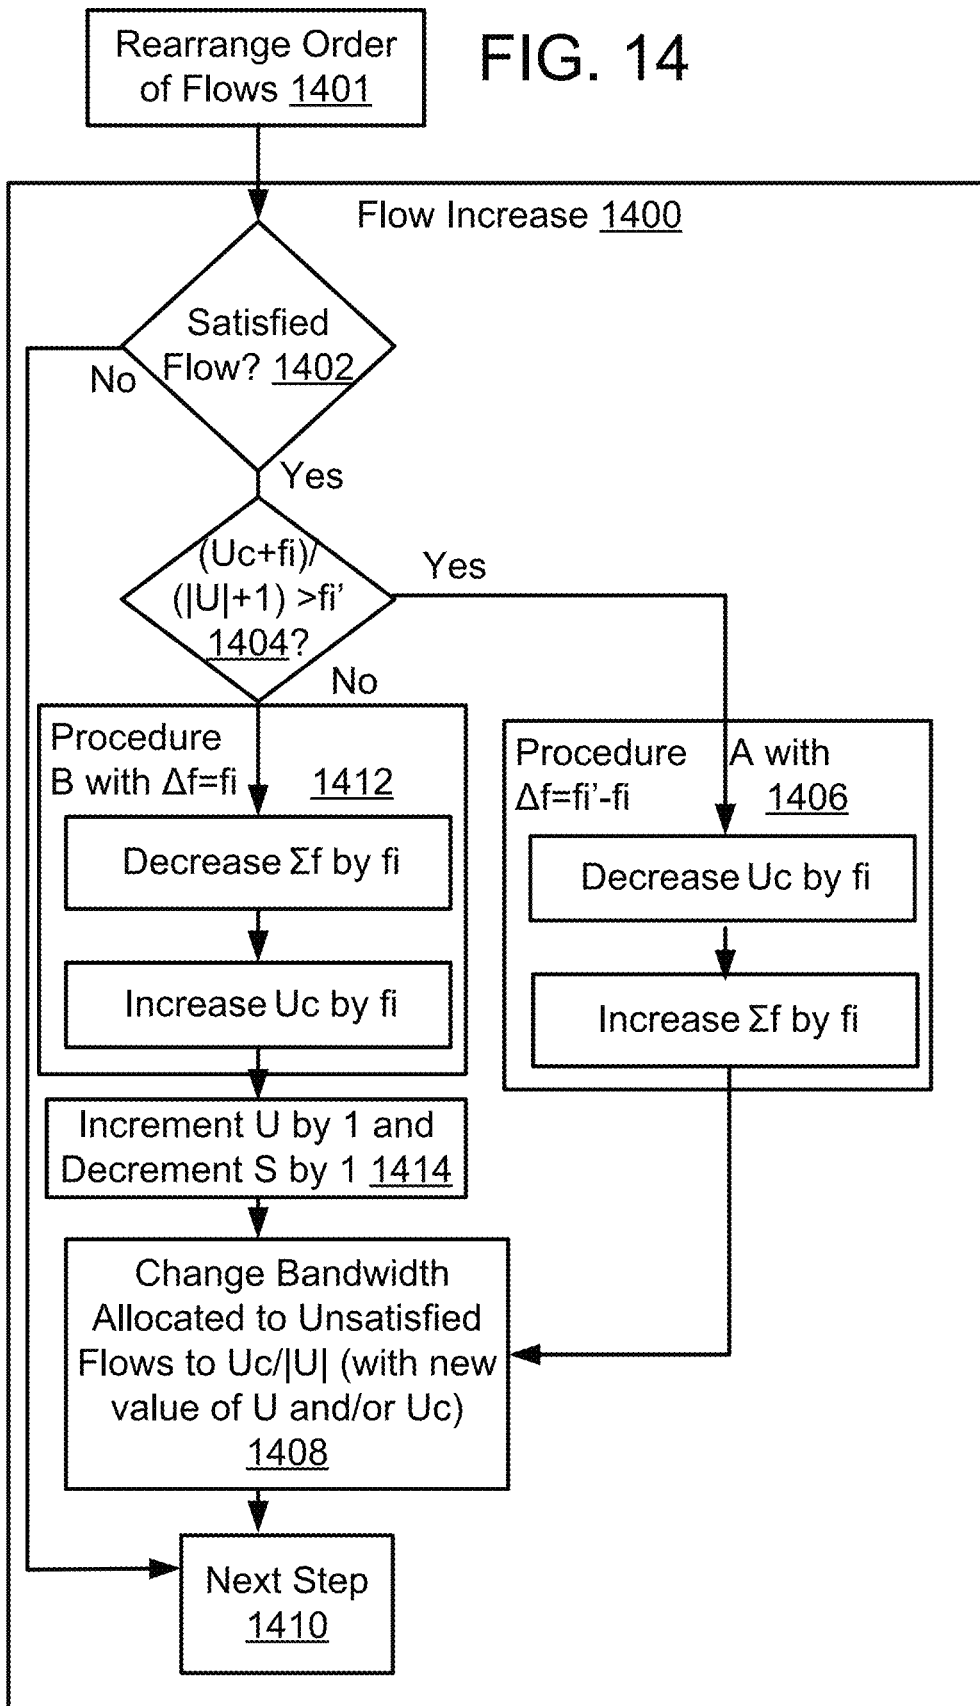 Rearrange Order
of Flows 1401
FIG. 14
Flow Increase 1400
Satisfied
Flow? 1402
No
Yes
(Uc+fi)/
(|U|+1) >fi'
1404?
Yes
No
Procedure
B with Δf=fi
1412
Decrease Σf by fi
Increase Uc by fi
Procedure A with
Δf=fi'-fi 1406
Decrease Uc by fi
Increase Σf by fi
Increment U by 1 and
Decrement S by 1 1414
Change Bandwidth
Allocated to Unsatisfied
Flows to Uc/|U| (with new
value of U and/or Uc)
1408
Next Step
1410